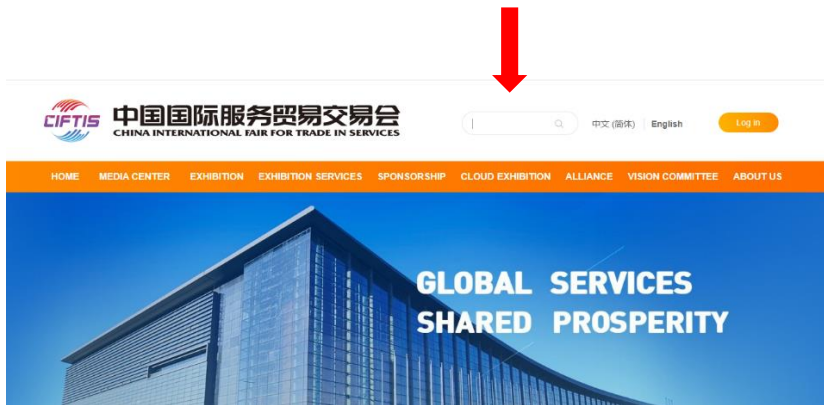 CIFTIS
中国国际服务贸易交易会
CHINA INTERNATIONAL FAIR FOR TRADE IN SERVICES
中文 (简体) English
Log in
HOME MEDIA CENTER EXHIBITION EXHIBITION SERVICES SPONSORSHIP CLOUD EXHIBITION ALLIANCE VISION COMMITTEE ABOUT US
GLOBAL SERVICES
SHARED PROSPERITY